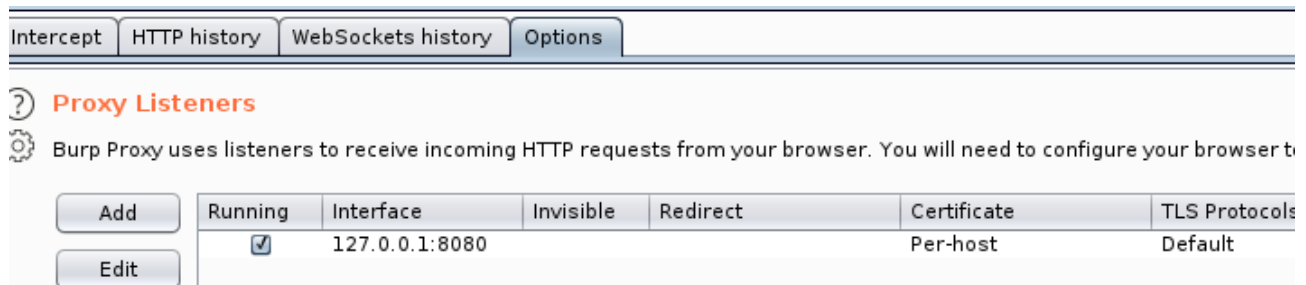 Intercept HTTP history WebSockets history Options
? Proxy Listeners
Burp Proxy uses listeners to receive incoming HTTP requests from your browser. You will need to configure your browser
Add Running Interface Invisible Redirect Certificate TLS Protocols
127.0.0.1:8080 Per-host Default
Edit